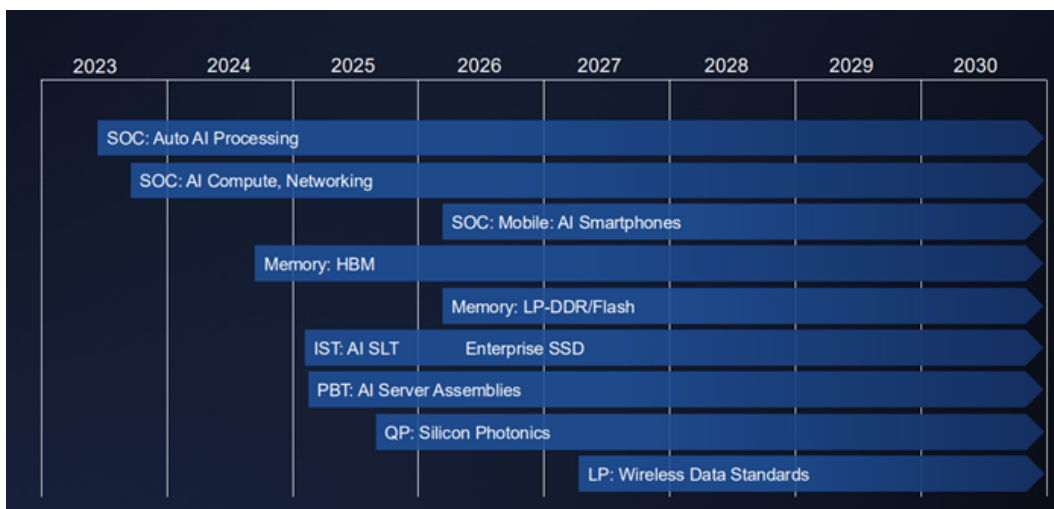 2023 2024 2025 2026 2027 2028 2029 2030
SOC: Auto AI Processing
SOC: AI Compute, Networking
SOC: Mobile: AI Smartphones
Memory: HBM
Memory: LP-DDR/Flash
IST: AI SLT Enterprise SSD
PBT: AI Server Assemblies
QP: Silicon Photonics
LP: Wireless Data Standards